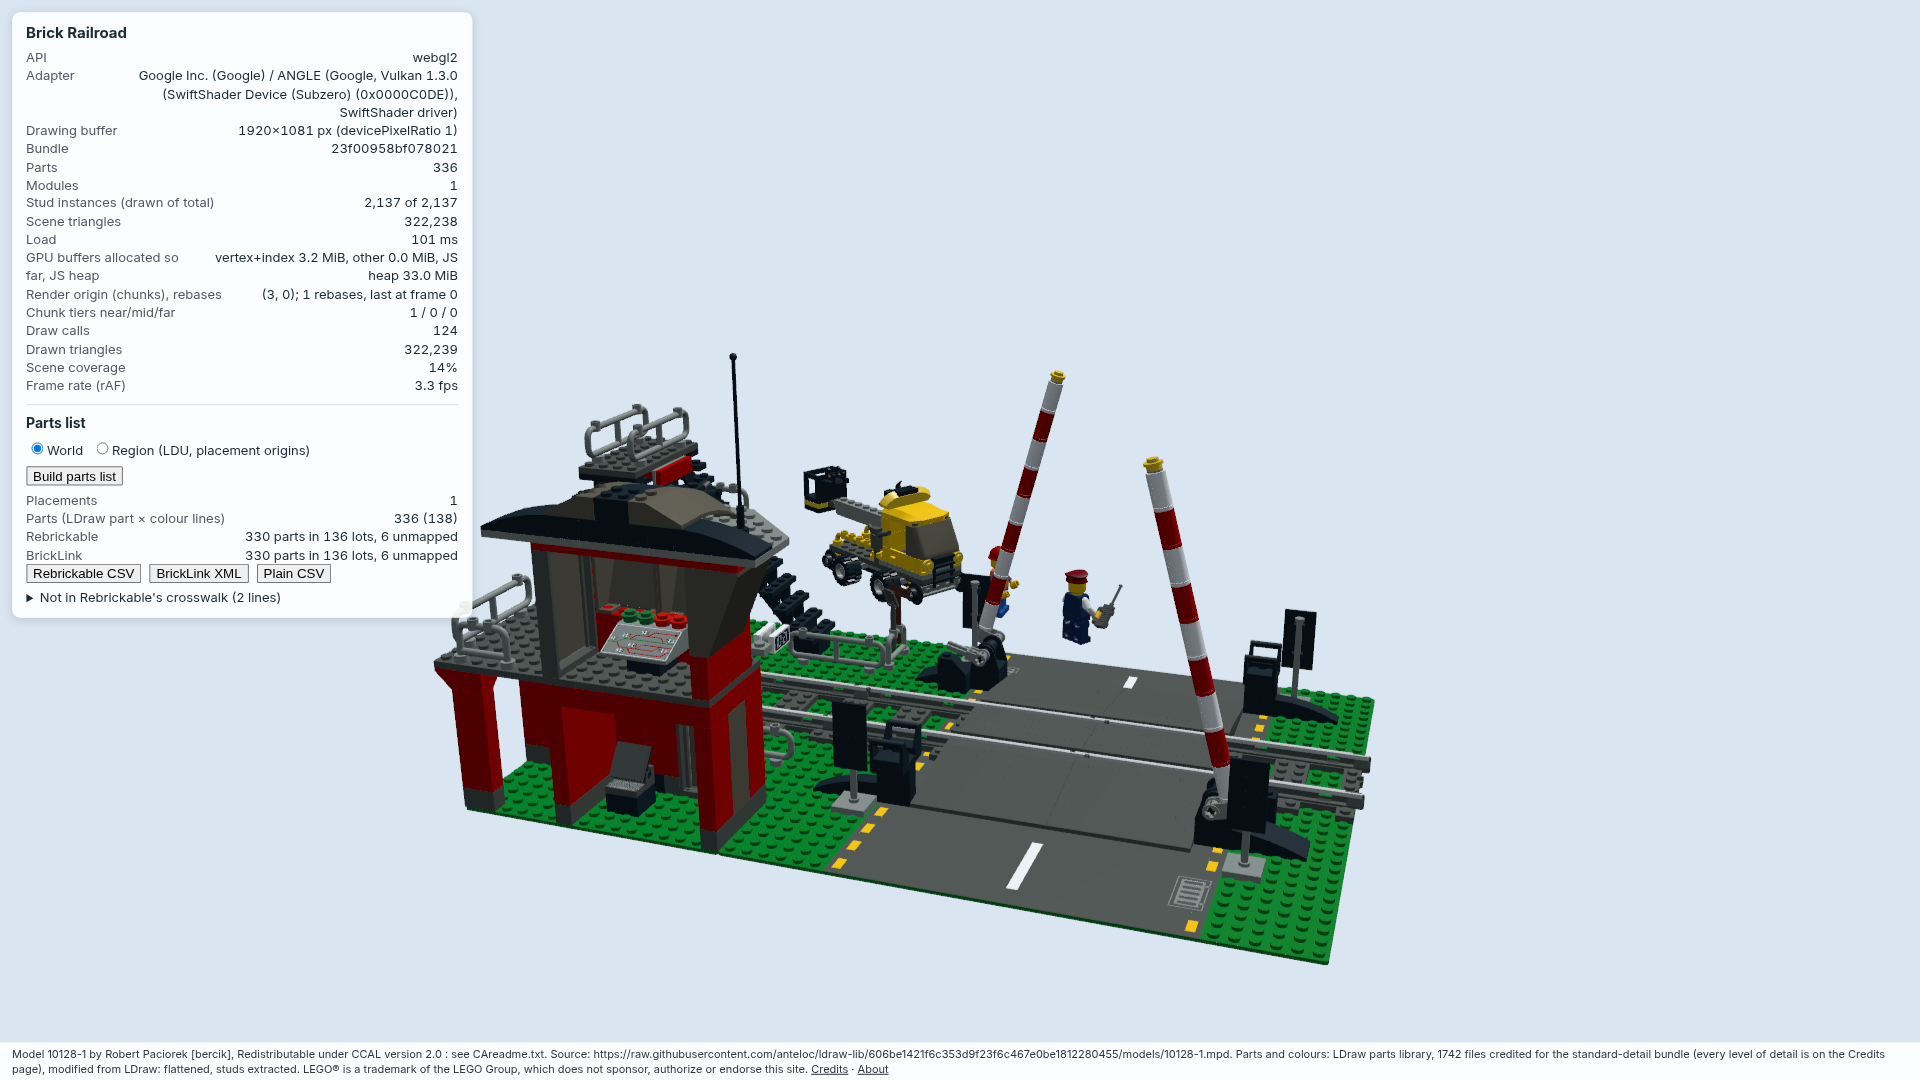 Brick Railroad
API webgl2
Adapter Google Inc. (Google) / ANGLE (Google, Vulkan 1.3.0
(SwiftShader Device (Subzero) (0x0000C0DE)),
SwiftShader driver)
Drawing buffer 1920×1081 px (devicePixelRatio 1)
Bundle 23f00958bf078021
Parts 336
Modules 1
Stud instances (drawn of total) 2,137 of 2,137
Scene triangles 322,238
Load 101 ms
GPU buffers allocated so vertex+index 3.2 MiB, other 0.0 MiB, JS
far, JS heap heap 33.0 MiB
Render origin (chunks), rebases (3, 0); 1 rebases, last at frame 0
Chunk tiers near/mid/far 1 / 0 / 0
Draw calls 124
Drawn triangles 322,239
Scene coverage 14%
Frame rate (rAF) 3.3 fps
Parts list
World Region (LDU, placement origins)
Build parts list
Placements 1
Parts (LDraw part × colour lines) 336 (138)
Rebrickable 330 parts in 136 lots, 6 unmapped
BrickLink 330 parts in 136 lots, 6 unmapped
Rebrickable CSV BrickLink XML Plain CSV
▶ Not in Rebrickable's crosswalk (2 lines)
Model 10128-1 by Robert Paciorek [bercik], Redistributable under CCAL version 2.0 : see CAreadme.txt. Source: https://raw.githubusercontent.com/anteloc/ldraw-lib/606be1421f6c353d9f23f6c467e0be1812280455/models/10128-1.mpd. Parts and colours: LDraw parts library, 1742 files credited for the standard-detail bundle (every level of detail is on the Credits
page), modified from LDraw: flattened, studs extracted. LEGO® is a trademark of the LEGO Group, which does not sponsor, authorize or endorse this site. Credits · About